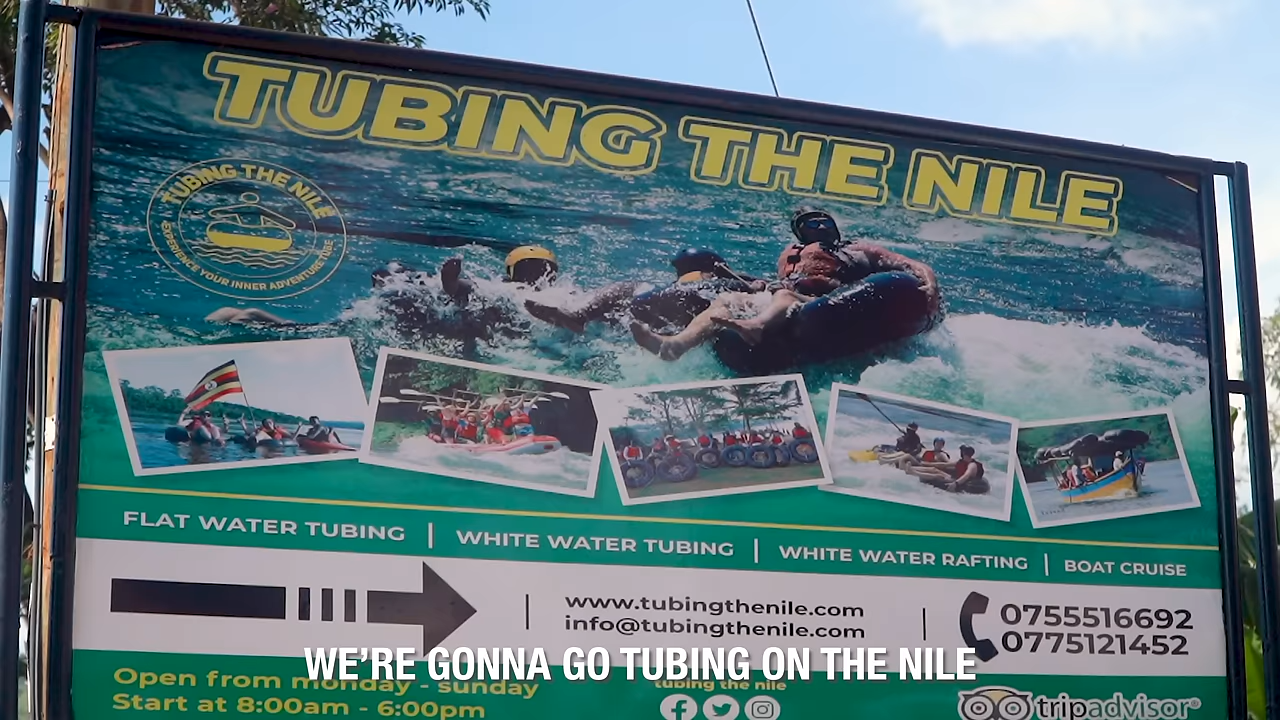 TUBING THE NILE
TUBING THE NILE
EXPERIENCE YOUR INNER ADVENTURE TUBE
FLAT WATER TUBING | WHITE WATER TUBING | WHITE WATER RAFTING | BOAT CRUISE
www.tubingthenile.com
info@tubingthenile.com
0755516692
0775121452
WE'RE GONNA GO TUBING ON THE NILE
Open from monday - sunday
Start at 8:00am - 6:00pm
tubing the nile
tripadvisor®